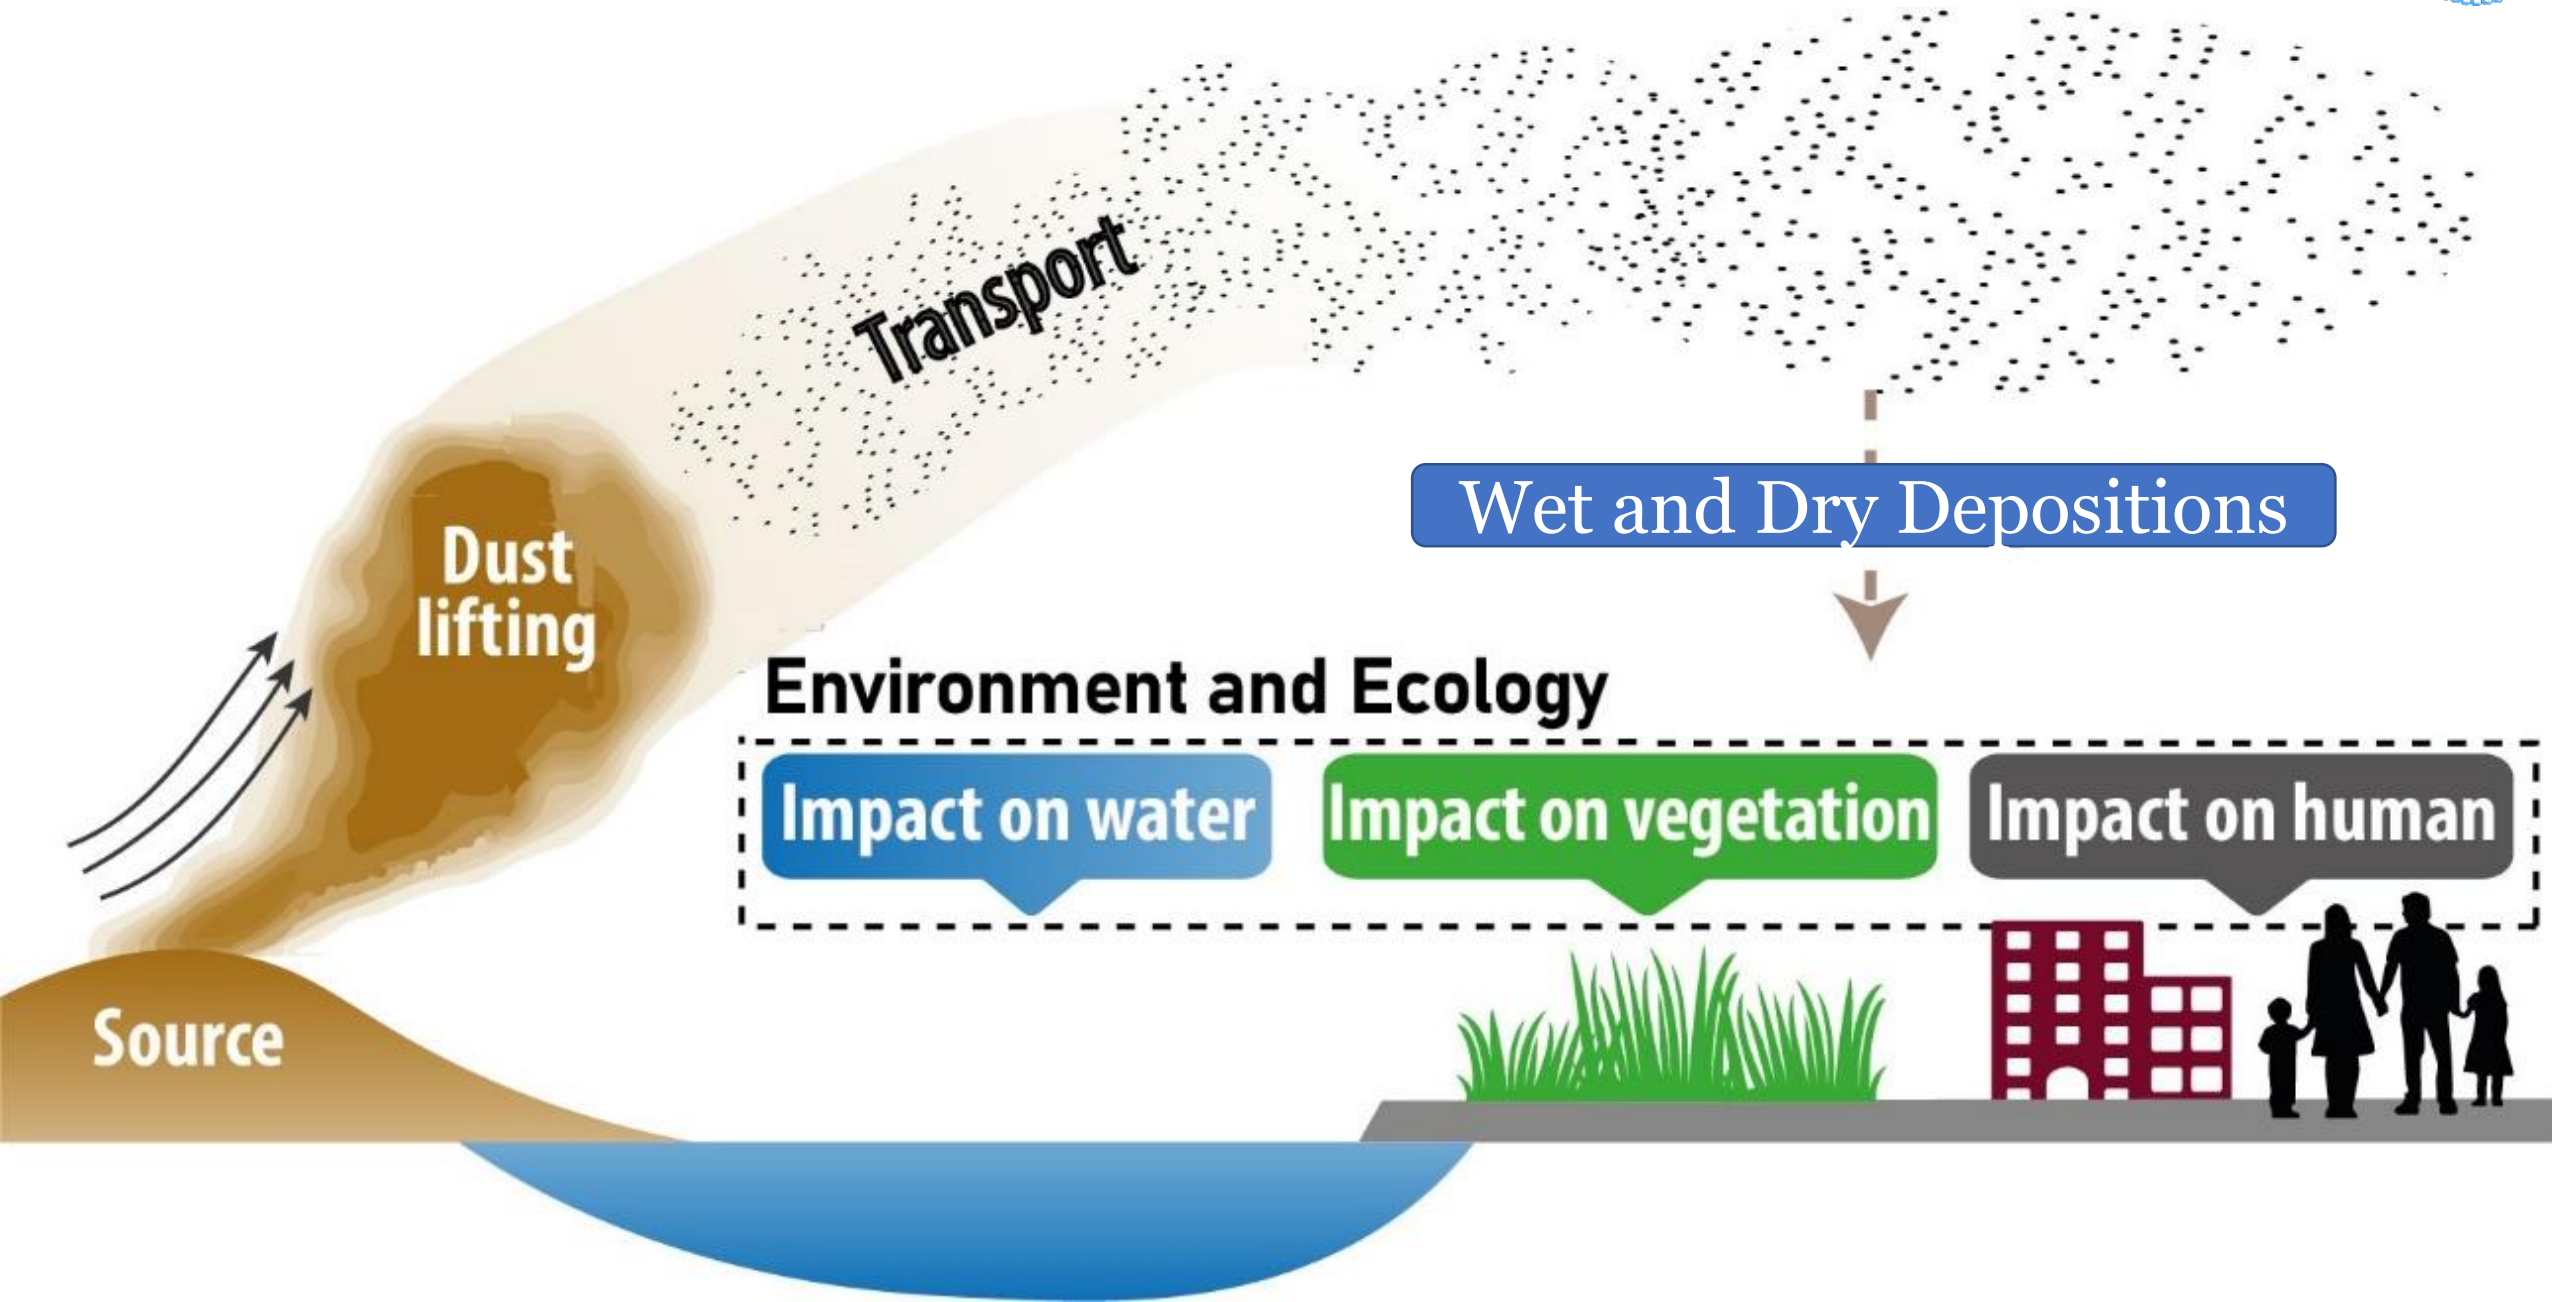 Transport
Wet and Dry Depositions
Dust
lifting
Environment and Ecology
Impact on water
Impact on vegetation
Impact on human
Source